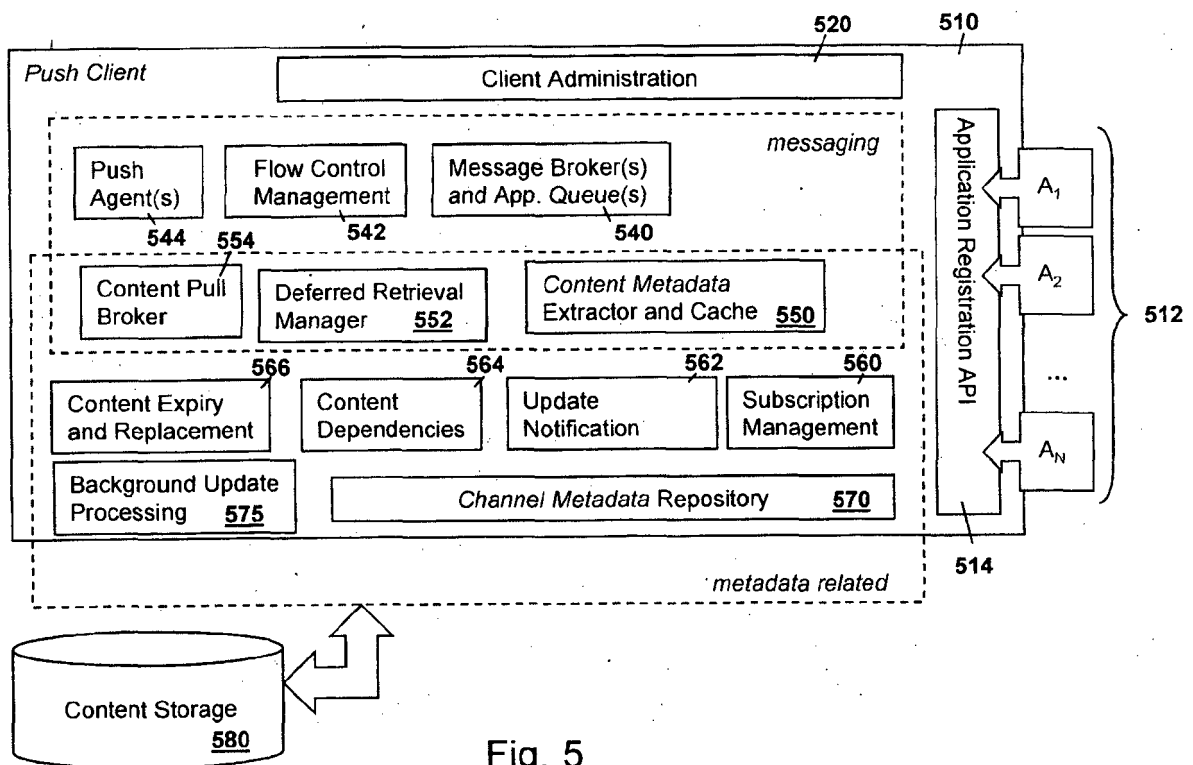 520
510
Push Client
Client Administration
messaging
Push
Agent(s)
544
Flow Control
Management
542
Message Broker(s)
and App. Queue(s)
540
554
Content Pull
Broker
Deferred Retrieval
Manager 552
Content Metadata
Extractor and Cache 550
566
Content Expiry
and Replacement
564
Content
Dependencies
562
Update
Notification
560
Subscription
Management
Background Update
Processing 575
Channel Metadata Repository 570
metadata related
Application Registration API
514
A1
A2
...
AN
512
Content Storage
580
Fig. 5